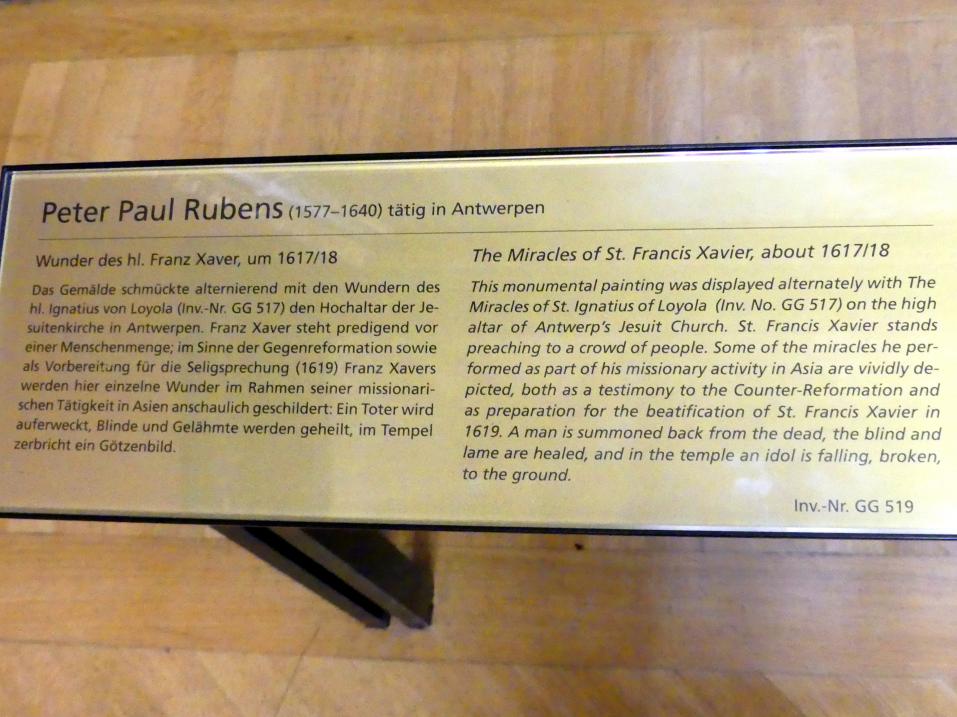 Peter Paul Rubens (1577–1640) tätig in Antwerpen
Wunder des hl. Franz Xaver, um 1617/18
Das Gemälde schmückte alternierend mit den Wundern des
hl. Ignatius von Loyola (Inv.-Nr. GG 517) den Hochaltar der Je-
suitenkirche in Antwerpen. Franz Xaver steht predigend vor
einer Menschenmenge; im Sinne der Gegenreformation sowie
als Vorbereitung für die Seligsprechung (1619) Franz Xavers
werden hier einzelne Wunder im Rahmen seiner missionari-
schen Tätigkeit in Asien anschaulich geschildert: Ein Toter wird
auferweckt, Blinde und Gelähmte werden geheilt, im Tempel
zerbricht ein Götzenbild.
The Miracles of St. Francis Xavier, about 1617/18
This monumental painting was displayed alternately with The
Miracles of St. Ignatius of Loyola (Inv. No. GG 517) on the high
altar of Antwerp's Jesuit Church. St. Francis Xavier stands
preaching to a crowd of people. Some of the miracles he per-
formed as part of his missionary activity in Asia are vividly de-
picted, both as a testimony to the Counter-Reformation and
as preparation for the beatification of St. Francis Xavier in
1619. A man is summoned back from the dead, the blind and
lame are healed, and in the temple an idol is falling, broken,
to the ground.
Inv.-Nr. GG 519